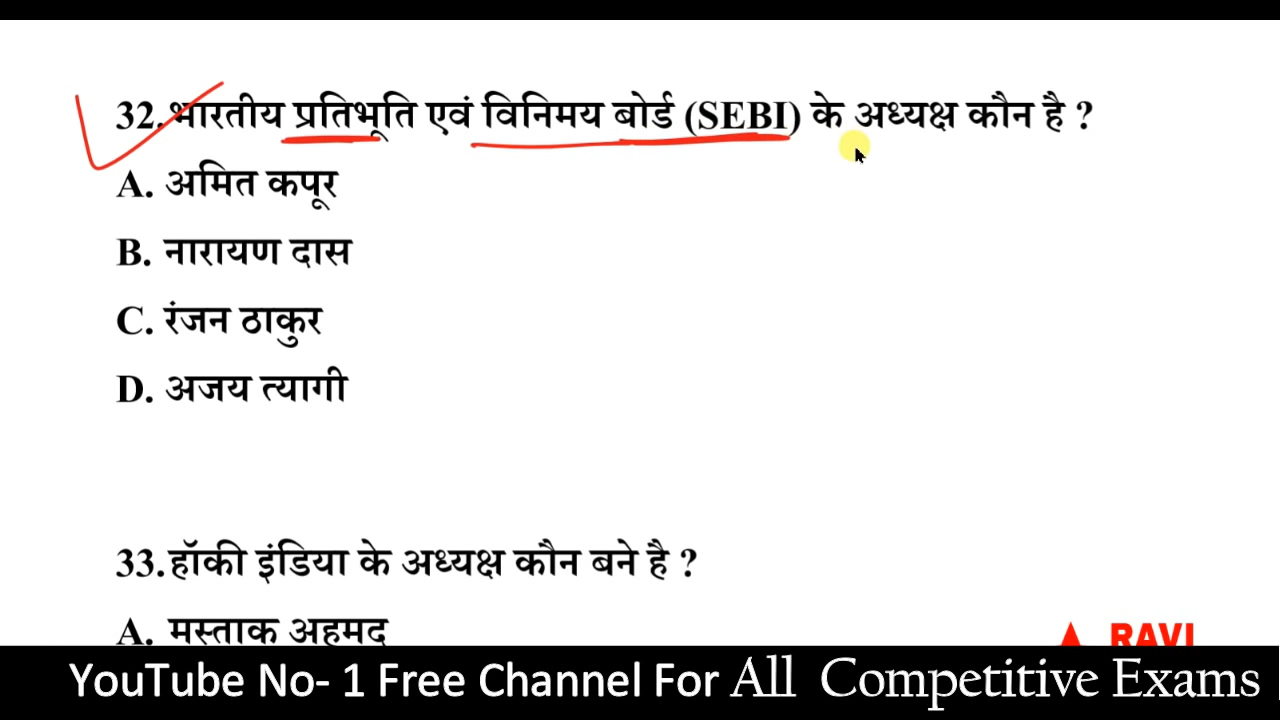 32.भारतीय प्रतिभूति एवं विनिमय बोर्ड (SEBI) के अध्यक्ष कौन है ?
A. अमित कपूर
B. नारायण दास
C. रंजन ठाकुर
D. अजय त्यागी
33.हॉकी इंडिया के अध्यक्ष कौन बने है ?
A. मस्ताक अहमद
RAVI
YouTube No- 1 Free Channel For All Competitive Exams